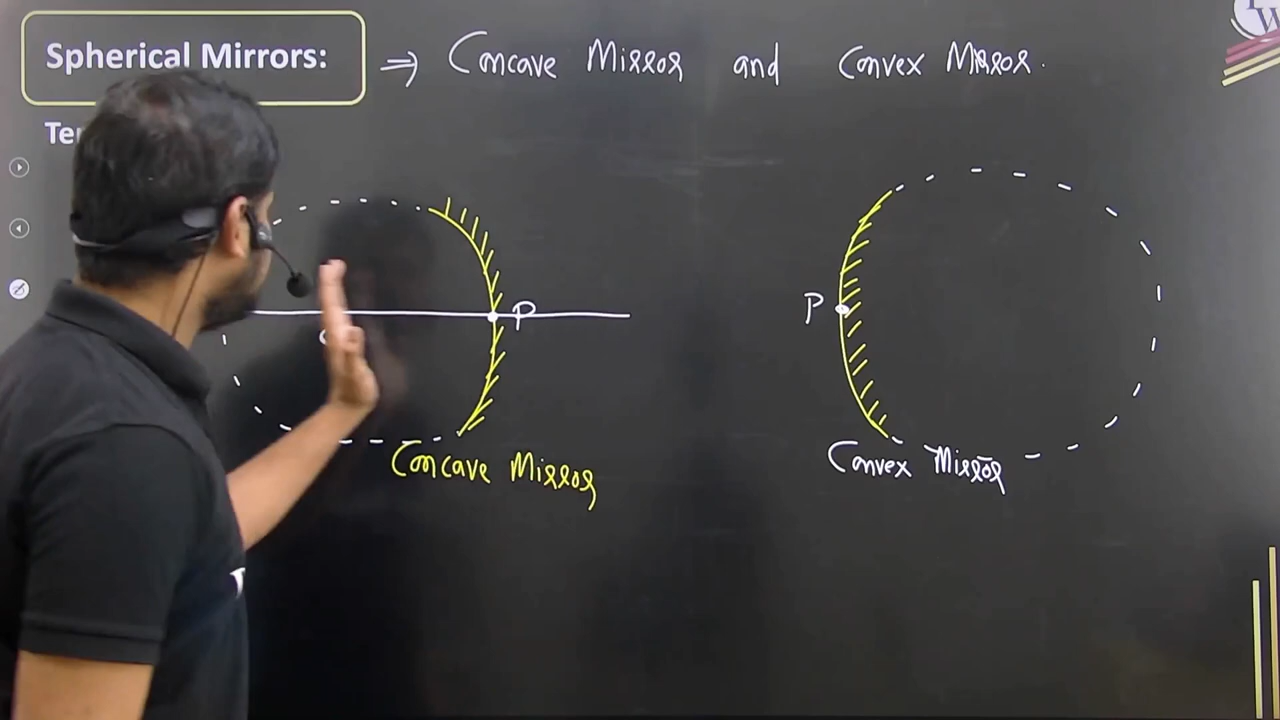 Spherical Mirrors: ⇒ Concave Mirror and Convex Mirror.
P
P
Concave Mirror
Convex Mirror